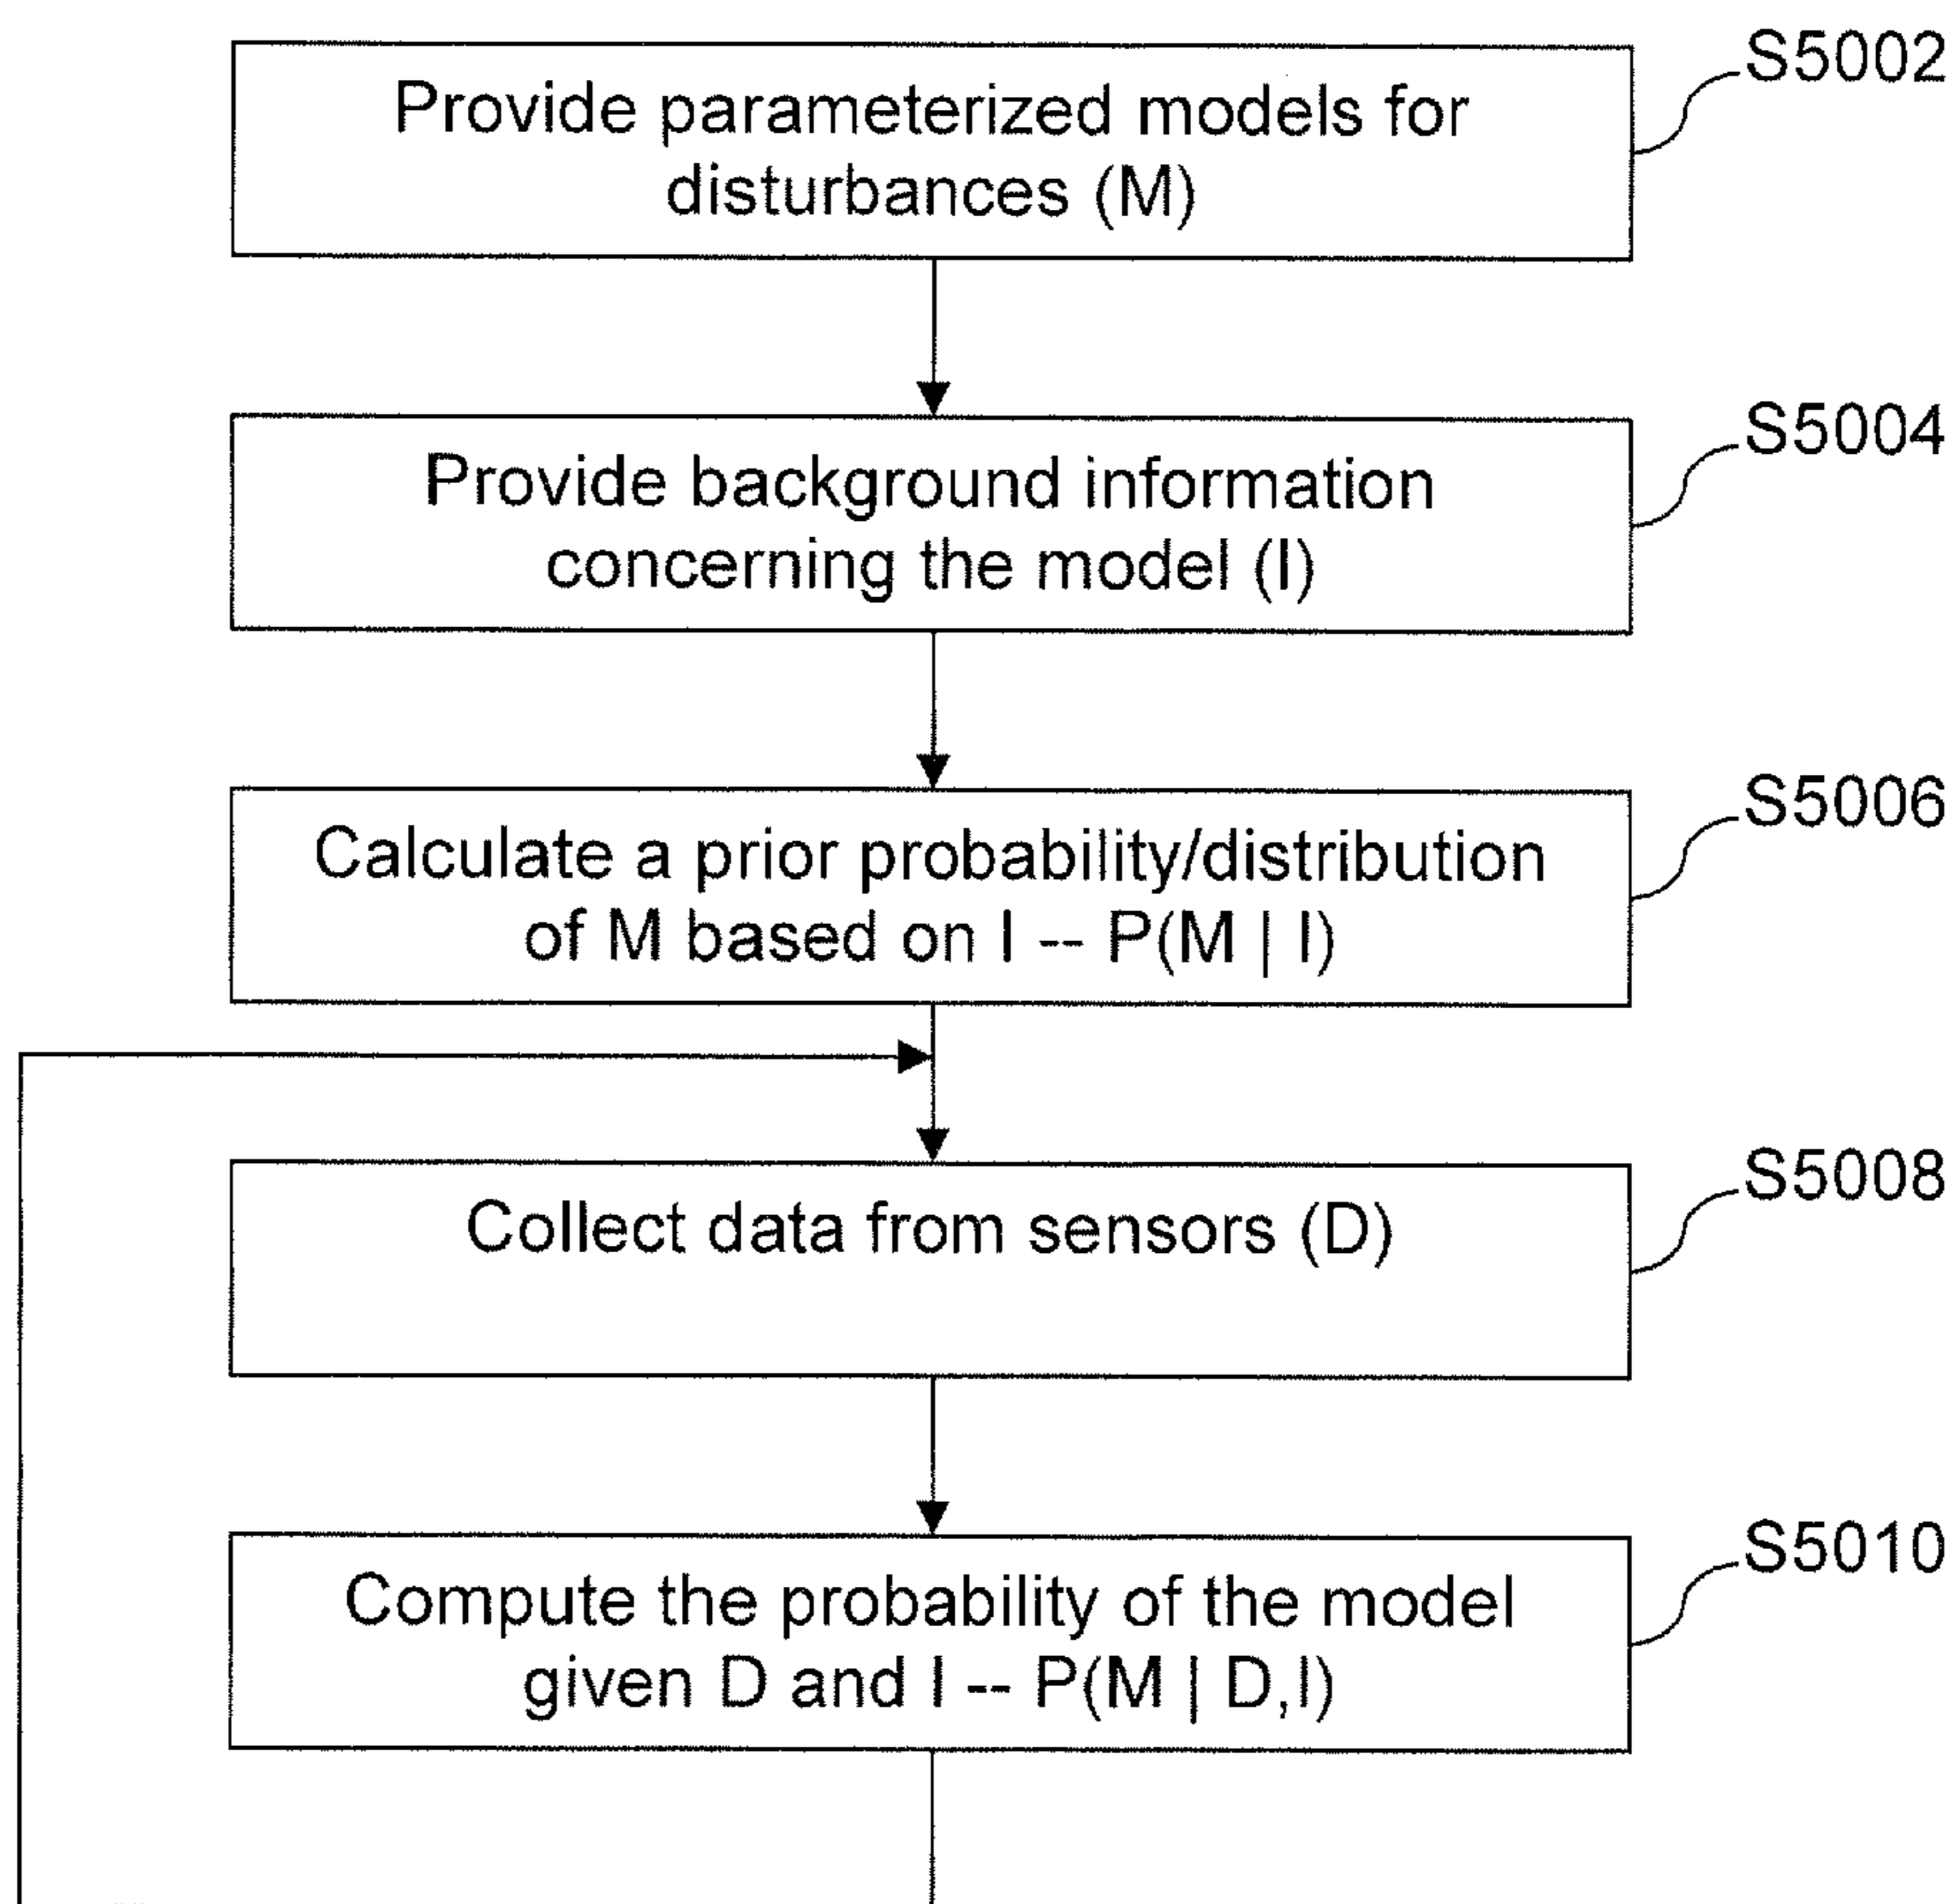 S5002
Provide parameterized models for
disturbances (M)
S5004
Provide background information
concerning the model (I)
S5006
Calculate a prior probability/distribution
of M based on I -- P(M | I)
S5008
Collect data from sensors (D)
S5010
Compute the probability of the model
given D and I -- P(M | D,I)